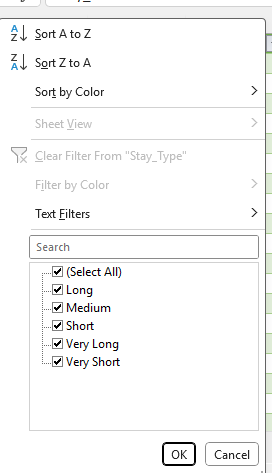 Sort A to Z
Sort Z to A
Sort by Color
Sheet View
Clear Filter From "Stay_Type"
Filter by Color
Text Filters
Search
(Select All)
Long
Medium
Short
Very Long
Very Short
OK
Cancel